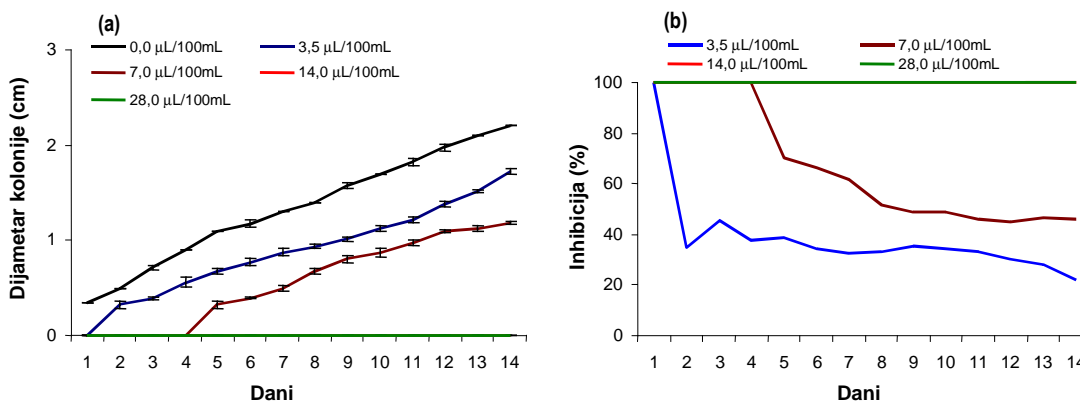 (a)
0,0 µL/100mL 3,5 µL/100mL
7,0 µL/100mL 14,0 µL/100mL
28,0 µL/100mL
Dijametar kolonije (cm)
3
2
1
0
1 2 3 4 5 6 7 8 9 10 11 12 13 14
Dani
(b)
3,5 µL/100mL 7,0 µL/100mL
14,0 µL/100mL 28,0 µL/100mL
Inhibicija (%)
100
80
60
40
20
0
1 2 3 4 5 6 7 8 9 10 11 12 13 14
Dani